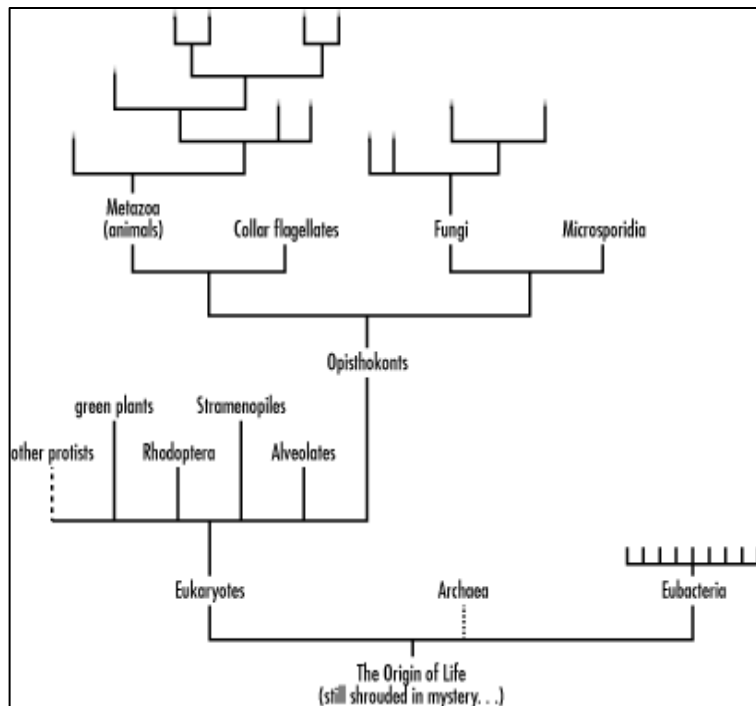 Metazoa
(animals)
Collar flagellates
Fungi
Microsporidia
Opisthokonts
green plants
Stramenopiles
other protists
Rhodoptera
Alveolates
Eukaryotes
Archaea
Eubacteria
The Origin of Life
(still shrouded in mystery. . .)